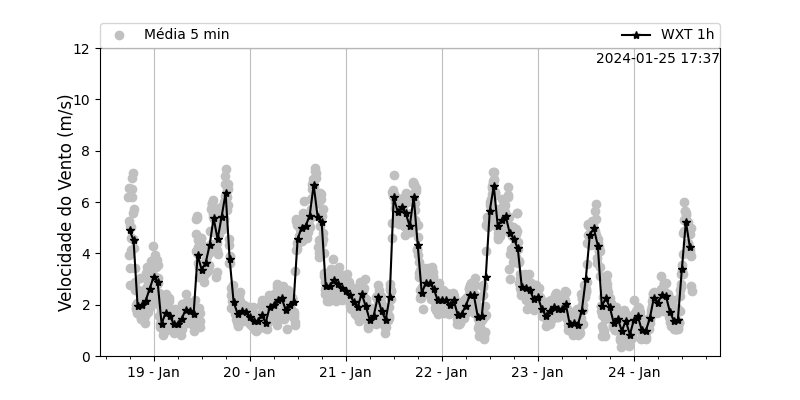 Média 5 min
WXT 1h
2024-01-25 17:37
Velocidade do Vento (m/s)
12
10
8
6
4
2
0
19 - Jan
20 - Jan
21 - Jan
22 - Jan
23 - Jan
24 - Jan